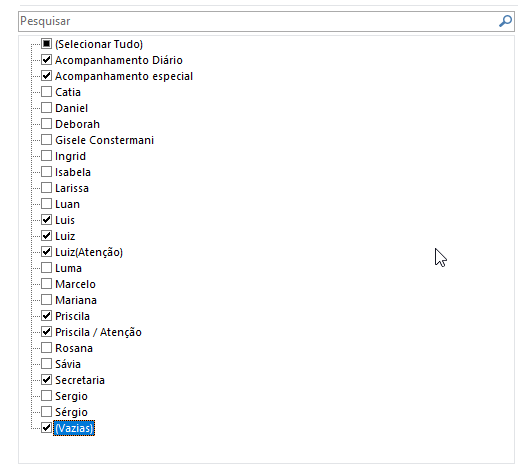 Pesquisar
(Selecionar Tudo)
Acompanhamento Diário
Acompanhamento especial
Catia
Daniel
Deborah
Gisele Constermani
Ingrid
Isabela
Larissa
Luan
Luis
Luiz
Luiz(Atenção)
Luma
Marcelo
Mariana
Priscila
Priscila / Atenção
Rosana
Sávia
Secretaria
Sergio
Sérgio
(Vazias)